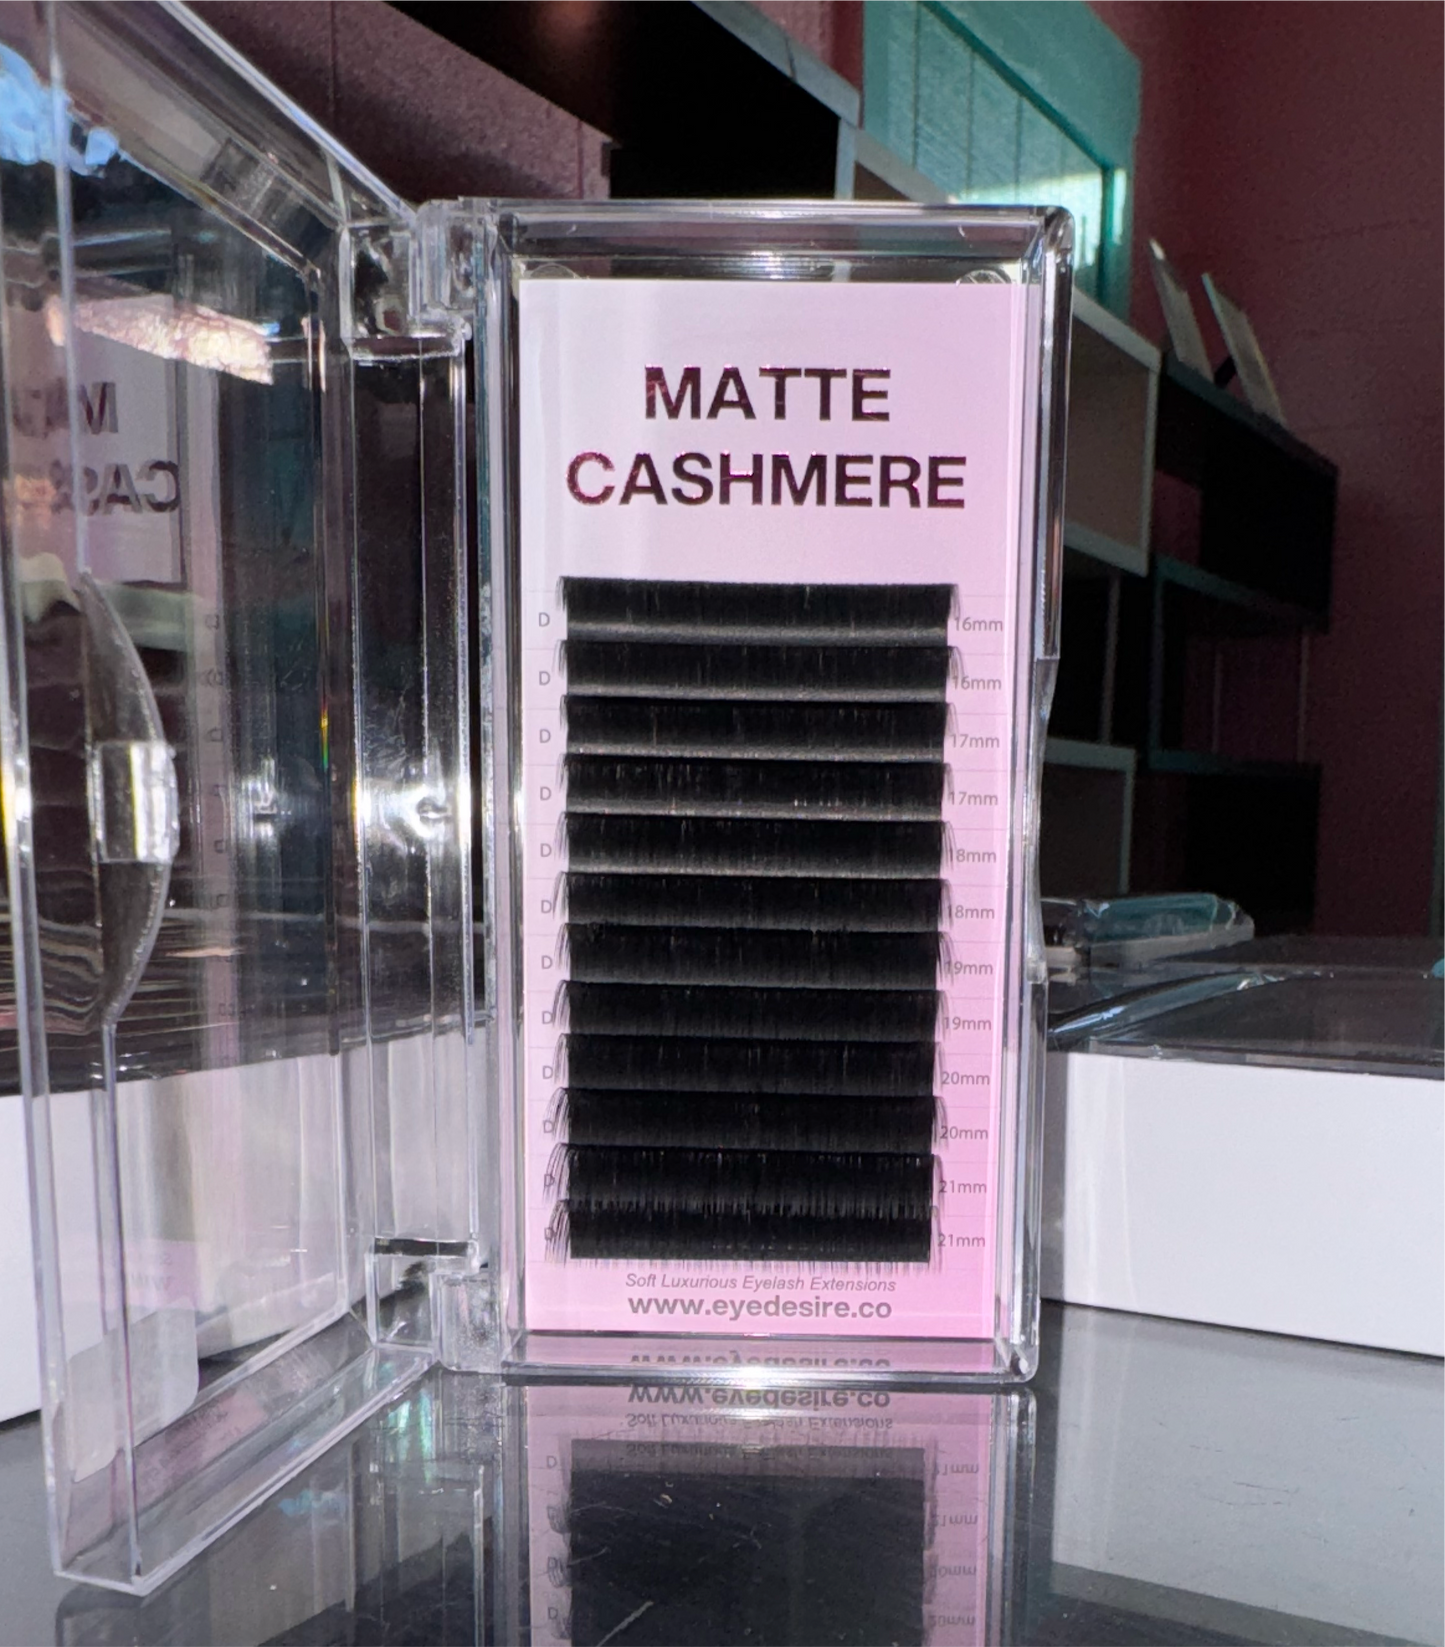 MATTE
CASHMERE
D 16mm
D 16mm
D 17mm
D 17mm
D 18mm
D 18mm
D 19mm
D 19mm
D 20mm
D 20mm
D 21mm
D 21mm
Soft Luxurious Eyelash Extensions
www.eyedesire.co